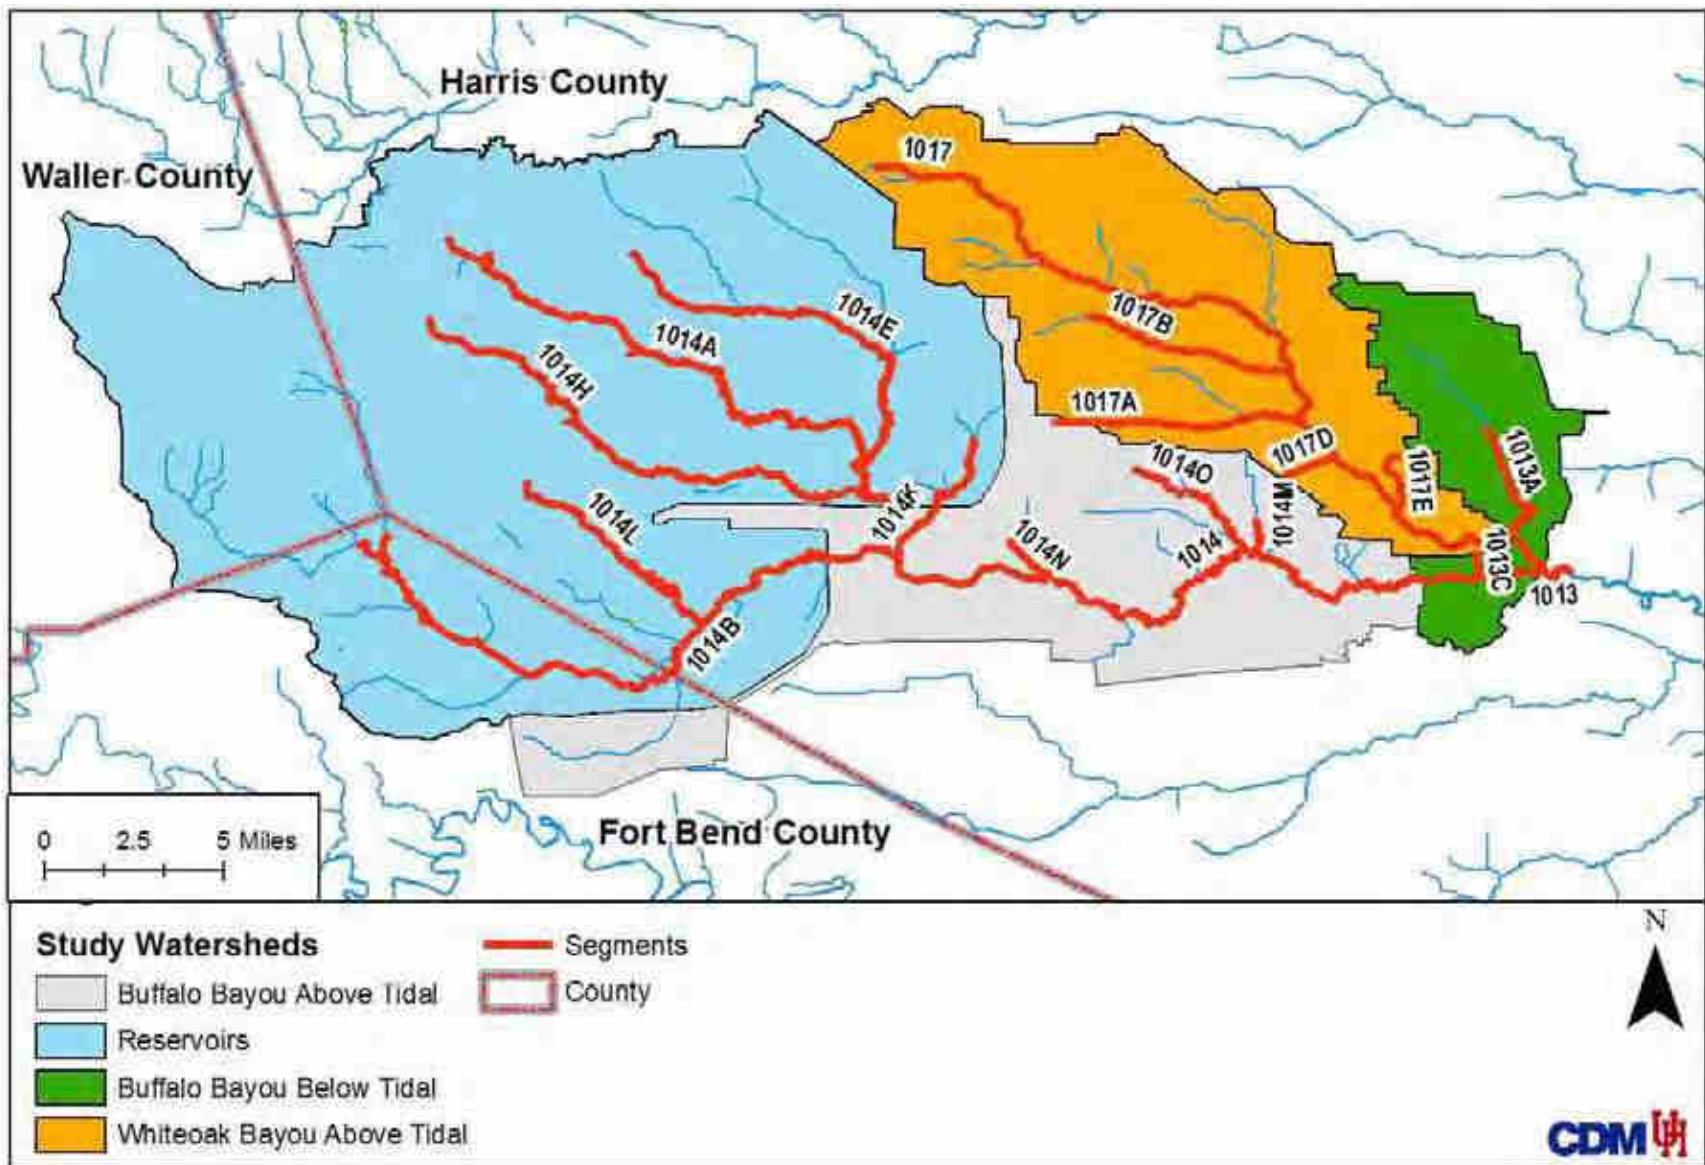 Harris County
Waller County
1017
1014E
1017B
1014A
1014H
1017A
1017D
1014O
1017E
1013A
1014L
1014K
1014M
1014N
1014
1013C
1013
1014B
Fort Bend County
0 2.5 5 Miles
Study Watersheds
Buffalo Bayou Above Tidal
Reservoirs
Buffalo Bayou Below Tidal
Whiteoak Bayou Above Tidal
Segments
County
N
CDM UH